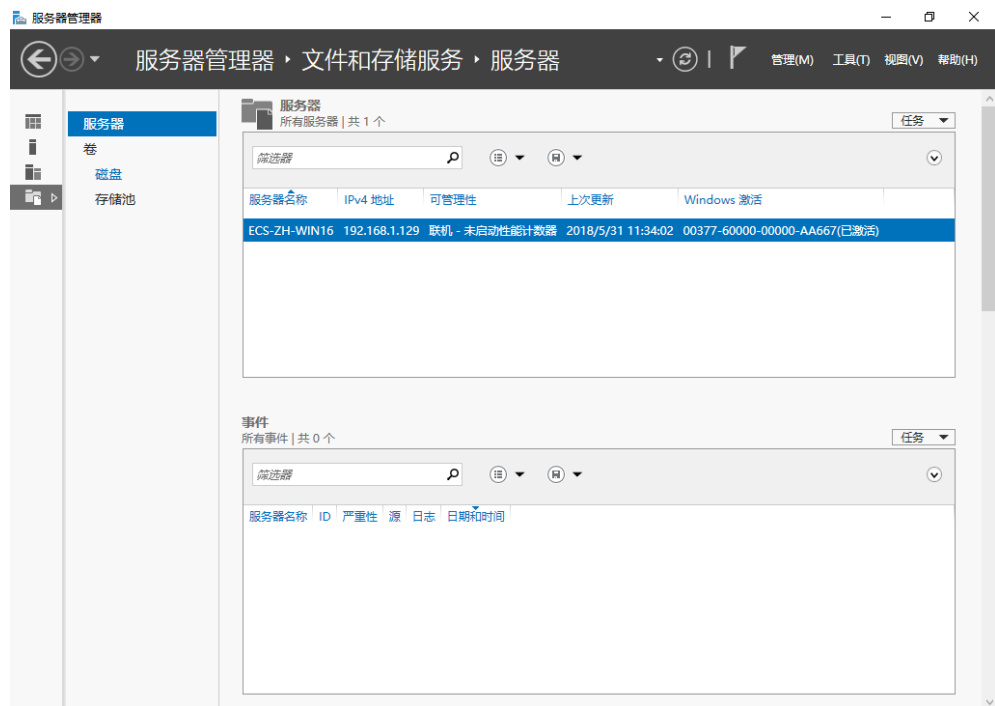 服务器管理器
服务器管理器 · 文件和存储服务 · 服务器
管理(M) 工具(T) 视图(V) 帮助(H)
服务器
卷
磁盘
存储池
服务器
所有服务器 | 共 1 个
任务
筛选器
服务器名称 IPv4 地址 可管理性 上次更新 Windows 激活
ECS-ZH-WIN16 192.168.1.129 联机 - 未启动性能计数器 2018/5/31 11:34:02 00377-60000-00000-AA667(已激活)
事件
所有事件 | 共 0 个
任务
筛选器
服务器名称 ID 严重性 源 日志 日期和时间